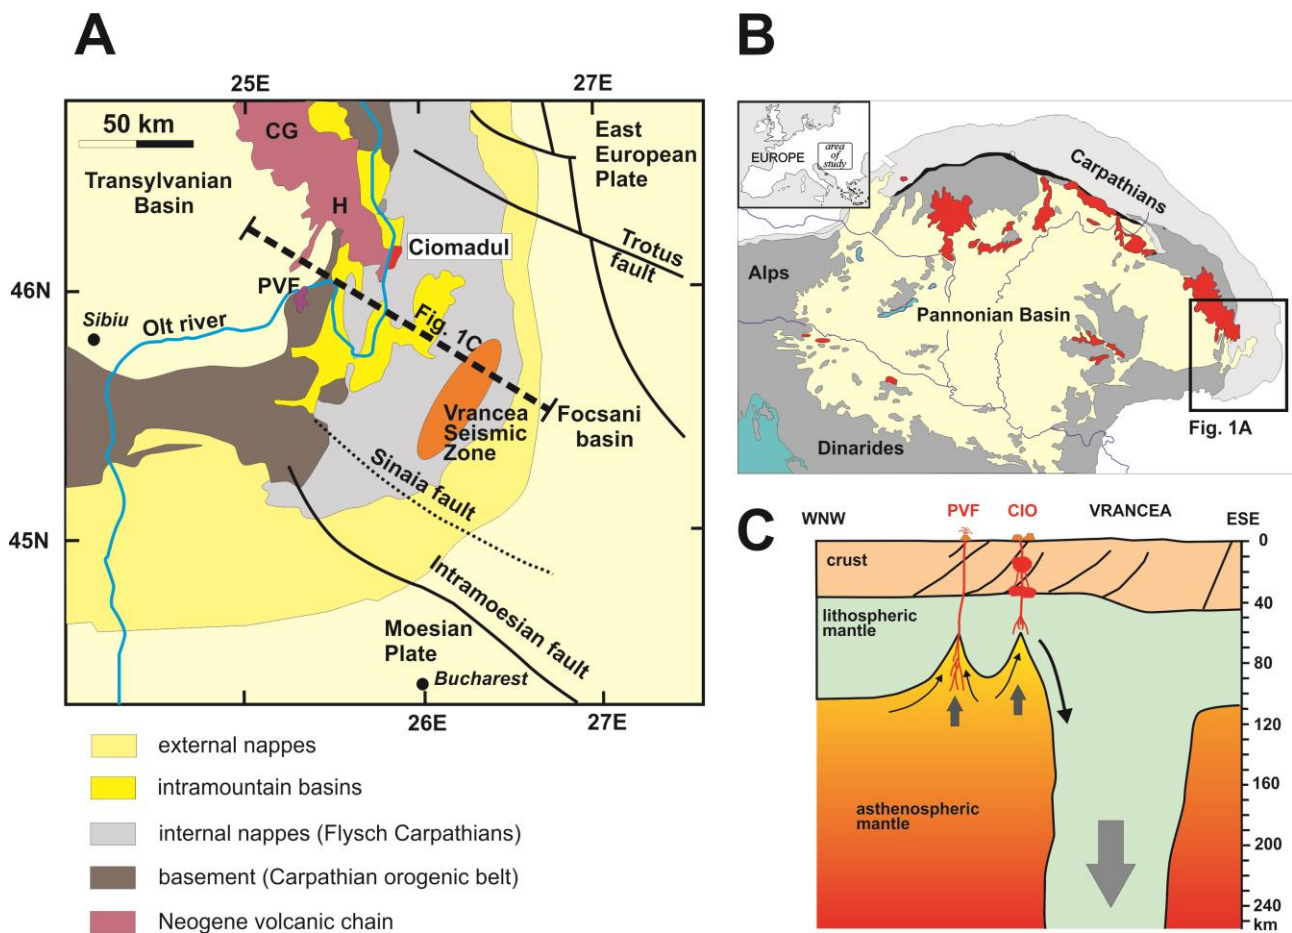 A
25E
27E
50 km
CG
East
European
Plate
Transylvanian
Basin
H
Ciomadul
Trotus
fault
46N
PVF
Sibiu
Olt river
Fig. 1C
Vrancea
Seismic
Zone
Focsani
basin
Sinaia fault
45N
Intramoesian fault
Moesian
Plate
Bucharest
26E
27E
external nappes
intramountain basins
internal nappes (Flysch Carpathians)
basement (Carpathian orogenic belt)
Neogene volcanic chain
B
EUROPE
area
of
study
Carpathians
Alps
Pannonian Basin
Dinarides
Fig. 1A
C
WNW
PVF
CIO
VRANCEA
ESE
crust
lithospheric
mantle
asthenospheric
mantle
0
40
80
120
160
200
240
km